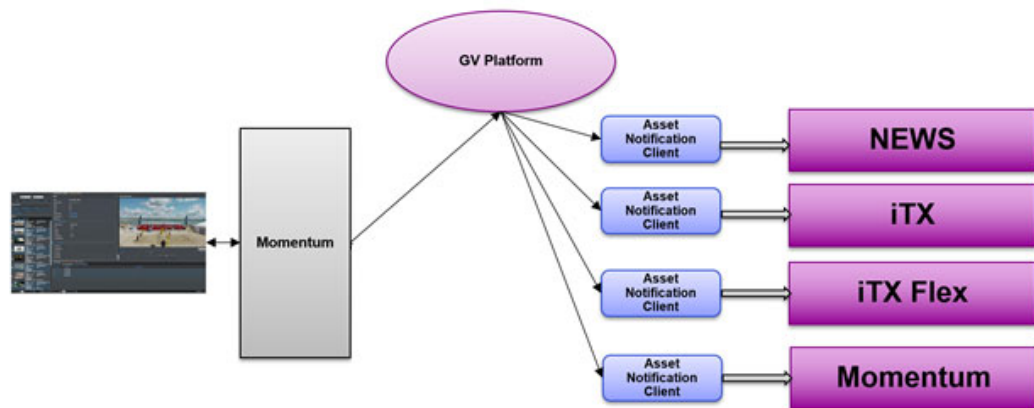 GV Platform
Asset
Notification
Client
NEWS
Asset
Notification
Client
iTX
Momentum
Asset
Notification
Client
iTX Flex
Asset
Notification
Client
Momentum